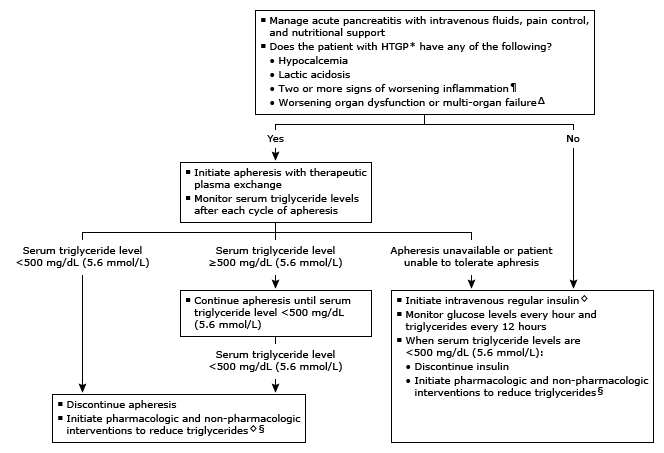 ▪ Manage acute pancreatitis with intravenous fluids, pain control,
and nutritional support
▪ Does the patient with HTGP* have any of the following?
• Hypocalcemia
• Lactic acidosis
• Two or more signs of worsening inflammation¶
• Worsening organ dysfunction or multi-organ failureΔ
Yes
No
▪ Initiate apheresis with therapeutic
plasma exchange
▪ Monitor serum triglyceride levels
after each cycle of apheresis
Serum triglyceride level
<500 mg/dL (5.6 mmol/L)
Serum triglyceride level
≥500 mg/dL (5.6 mmol/L)
Apheresis unavailable or patient
unable to tolerate aphresis
▪ Continue apheresis until serum
triglyceride level <500 mg/dL
(5.6 mmol/L)
Serum triglyceride level
<500 mg/dL (5.6 mmol/L)
▪ Discontinue apheresis
▪ Initiate pharmacologic and non-pharmacologic
interventions to reduce triglycerides◊§
▪ Initiate intravenous regular insulin◊
▪ Monitor glucose levels every hour and
triglycerides every 12 hours
▪ When serum triglyceride levels are
<500 mg/dL (5.6 mmol/L):
• Discontinue insulin
• Initiate pharmacologic and non-pharmacologic
interventions to reduce triglycerides§